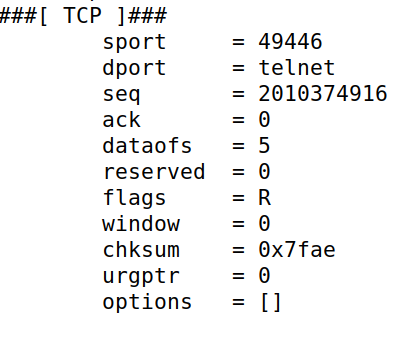 ###[ TCP ]###
sport = 49446
dport = telnet
seq = 2010374916
ack = 0
dataofs = 5
reserved = 0
flags = R
window = 0
chksum = 0x7fae
urgptr = 0
options = []